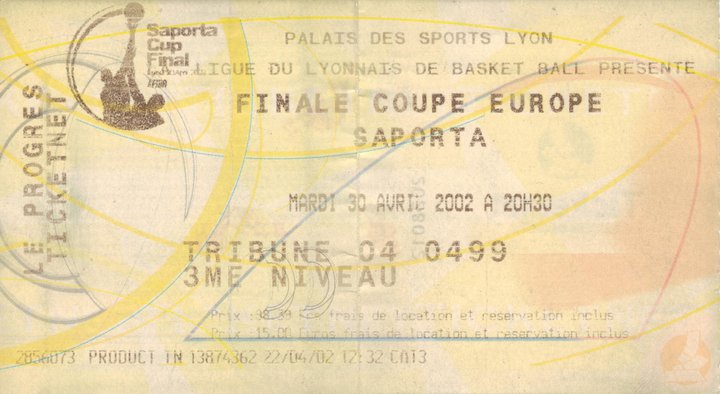 Saporta
Cup
Final
PALAIS DES SPORTS LYON
LIGUE DU LYONNAIS DE BASKET BALL PRESENTE
FINALE COUPE EUROPE
SAPORTA
LE PROGRES
TICKETNET
MARDI 30 AVRIL 2002 A 20H30
TRIBUNE 04 0499
3ME NIVEAU
Prix : frais de location et reservation inclus
Prix :15.00 Euros frais de location et reservation inclus
2856073 PRODUCT IN 13874362 22/04/02 12:32 CA13